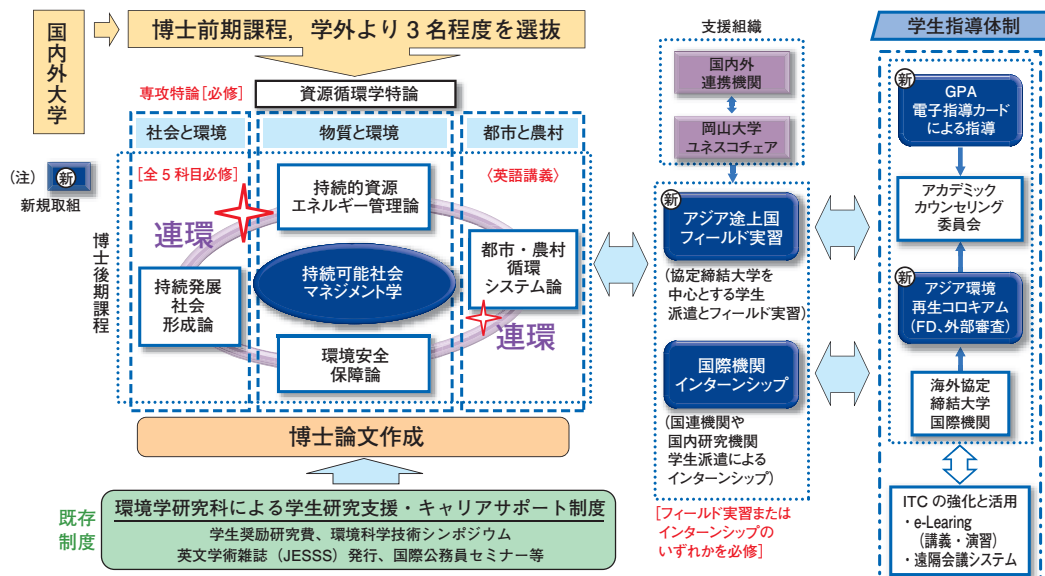 国内外大学
博士前期課程，学外より３名程度を選抜
専攻特論［必修］
資源循環学特論
社会と環境
物質と環境
都市と農村
（注）
新
新規取組
博士後期課程
［全５科目必修］
〈英語講義〉
連環
持続的資源
エネルギー管理論
持続発展
社会
形成論
持続可能社会
マネジメント学
都市・農村
循環
システム論
連環
環境安全
保障論
博士論文作成
既存
制度
環境学研究科による学生研究支援・キャリアサポート制度
学生奨励研究費、環境科学技術シンポジウム
英文学術雑誌（JESSS）発行、国際公務員セミナー等
支援組織
国内外
連携機関
岡山大学
ユネスコチェア
新
アジア途上国
フィールド実習
（協定締結大学を
中心とする学生
派遣とフィールド実習）
国際機関
インターンシップ
（国連機関や
国内研究機関
学生派遣による
インターンシップ）
［フィールド実習または
インターンシップの
いずれかを必修］
学生指導体制
新
GPA
電子指導カード
による指導
アカデミック
カウンセリング
委員会
新
アジア環境
再生コロキアム
（FD、外部審査）
海外協定
締結大学
国際機関
ITC の強化と活用
・e-Learing
（講義・演習）
・遠隔会議システム